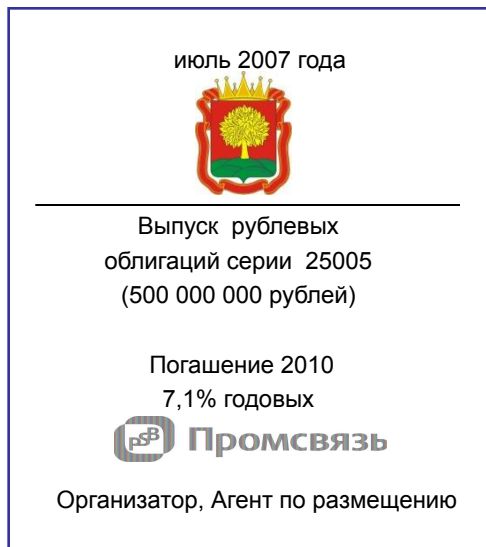 июль 2007 года
Выпуск рублевых
облигаций серии 25005
(500 000 000 рублей)
Погашение 2010
7,1% годовых
PSB Промсвязь
Организатор, Агент по размещению